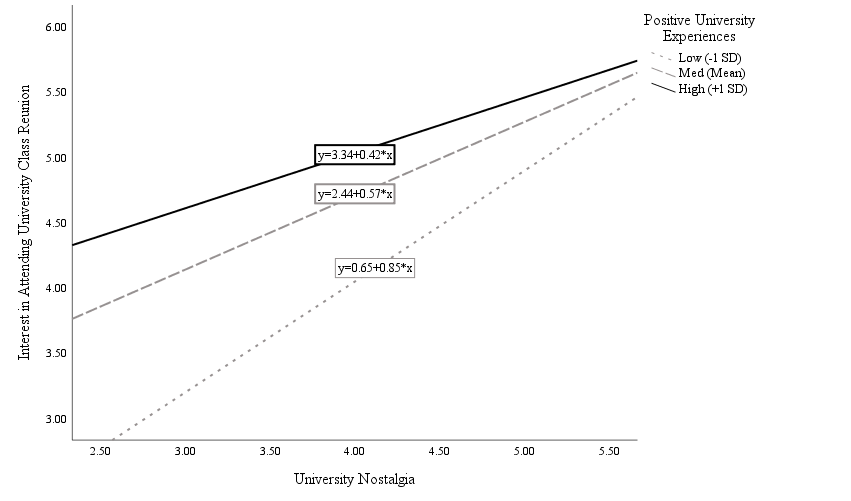 Positive University
Experiences
Low (-1 SD)
Med (Mean)
High (+1 SD)
6.00
5.50
5.00
4.50
4.00
3.50
3.00
Interest in Attending University Class Reunion
y=3.34+0.42*x
y=2.44+0.57*x
y=0.65+0.85*x
2.50 3.00 3.50 4.00 4.50 5.00 5.50
University Nostalgia